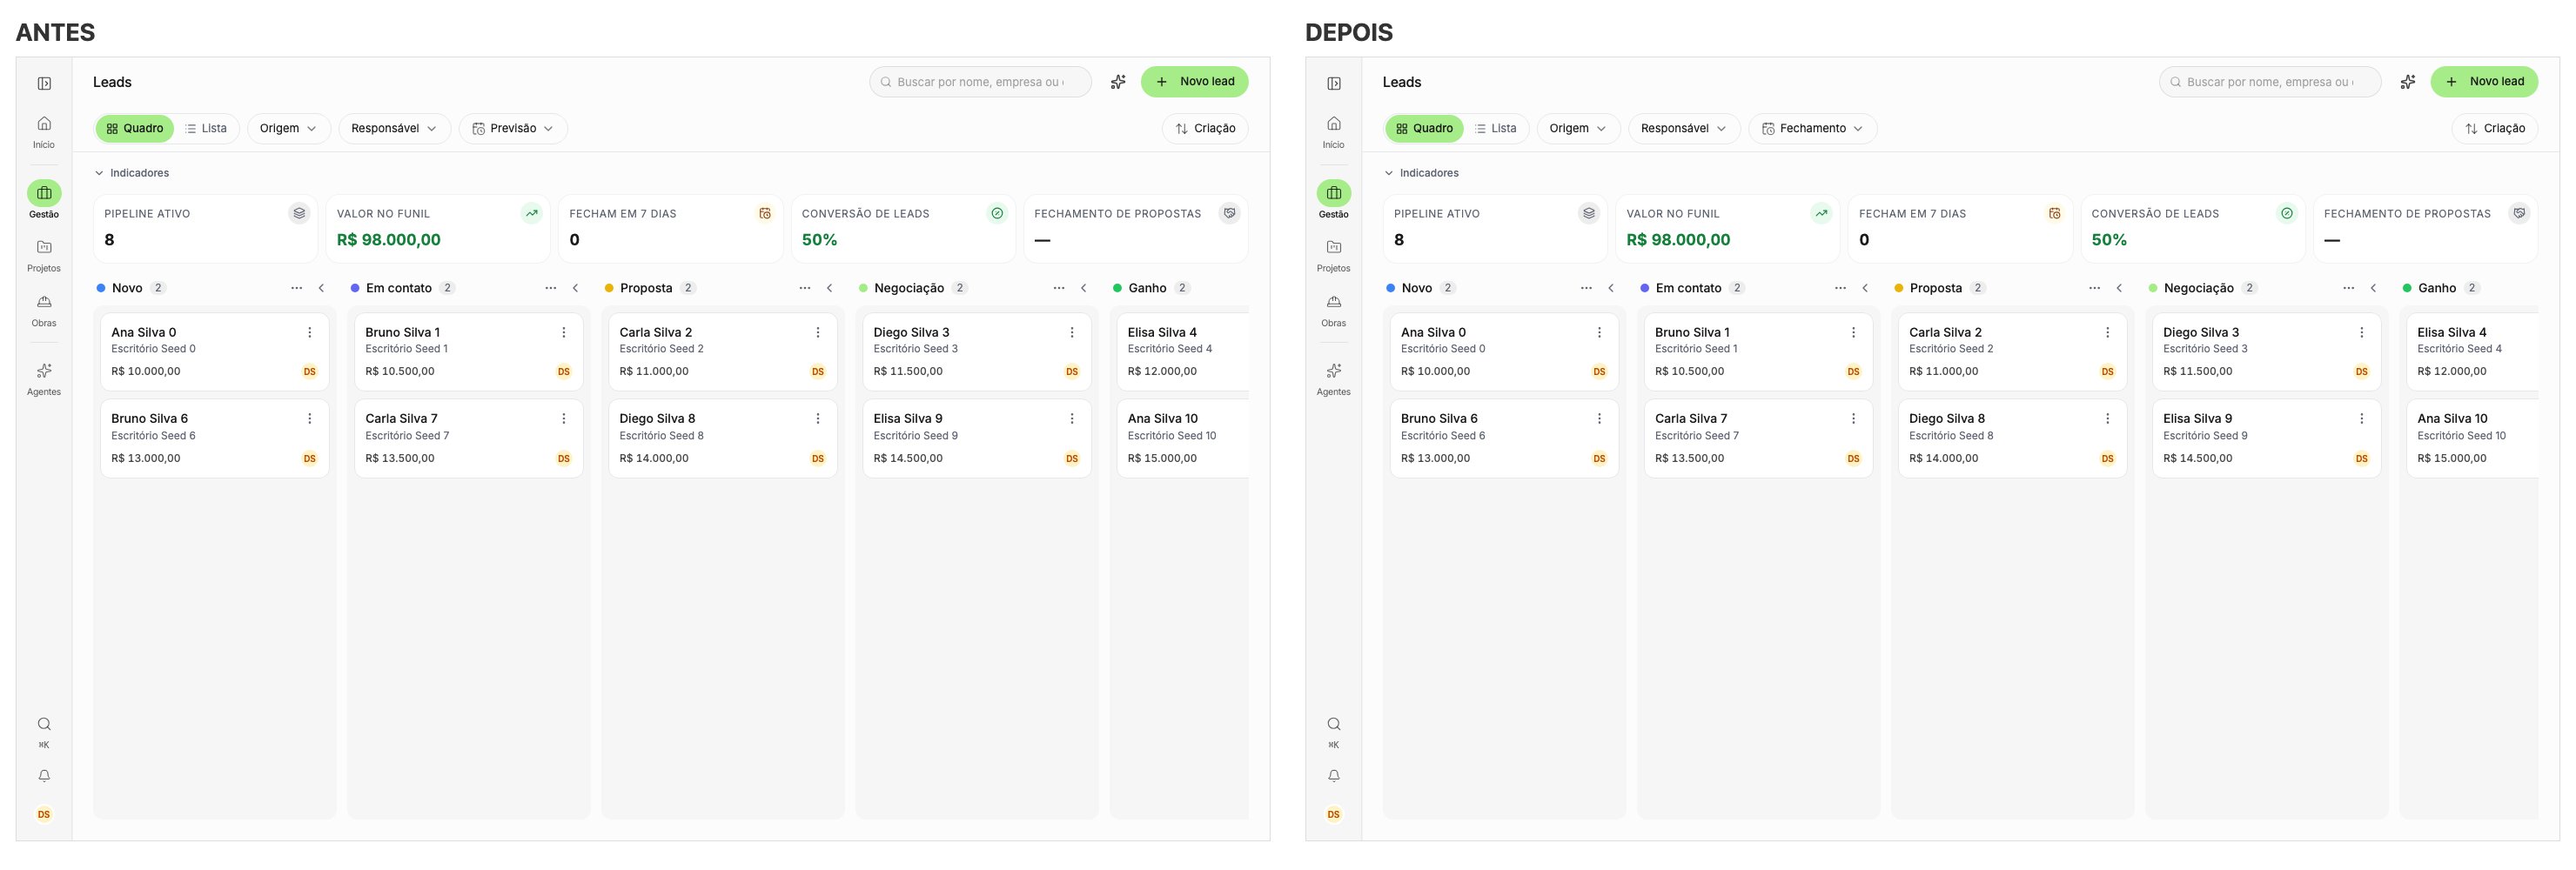 ANTES
Leads
Buscar por nome, empresa ou
Novo lead
Quadro
Lista
Origem
Responsável
Previsão
Criação
Início
Gestão
Projetos
Obras
Agentes
⌘K
DS
Indicadores
PIPELINE ATIVO
8
VALOR NO FUNIL
R$ 98.000,00
FECHAM EM 7 DIAS
0
CONVERSÃO DE LEADS
50%
FECHAMENTO DE PROPOSTAS
—
Novo 2
Ana Silva 0
Escritório Seed 0
R$ 10.000,00 DS
Bruno Silva 6
Escritório Seed 6
R$ 13.000,00 DS
Em contato 2
Bruno Silva 1
Escritório Seed 1
R$ 10.500,00 DS
Carla Silva 7
Escritório Seed 7
R$ 13.500,00 DS
Proposta 2
Carla Silva 2
Escritório Seed 2
R$ 11.000,00 DS
Diego Silva 8
Escritório Seed 8
R$ 14.000,00 DS
Negociação 2
Diego Silva 3
Escritório Seed 3
R$ 11.500,00 DS
Elisa Silva 9
Escritório Seed 9
R$ 14.500,00 DS
Ganho 2
Elisa Silva 4
Escritório Seed 4
R$ 12.000,00
Ana Silva 10
Escritório Seed 10
R$ 15.000,00
DEPOIS
Leads
Buscar por nome, empresa ou
Novo lead
Quadro
Lista
Origem
Responsável
Fechamento
Criação
Início
Gestão
Projetos
Obras
Agentes
⌘K
DS
Indicadores
PIPELINE ATIVO
8
VALOR NO FUNIL
R$ 98.000,00
FECHAM EM 7 DIAS
0
CONVERSÃO DE LEADS
50%
FECHAMENTO DE PROPOSTAS
—
Novo 2
Ana Silva 0
Escritório Seed 0
R$ 10.000,00 DS
Bruno Silva 6
Escritório Seed 6
R$ 13.000,00 DS
Em contato 2
Bruno Silva 1
Escritório Seed 1
R$ 10.500,00 DS
Carla Silva 7
Escritório Seed 7
R$ 13.500,00 DS
Proposta 2
Carla Silva 2
Escritório Seed 2
R$ 11.000,00 DS
Diego Silva 8
Escritório Seed 8
R$ 14.000,00 DS
Negociação 2
Diego Silva 3
Escritório Seed 3
R$ 11.500,00 DS
Elisa Silva 9
Escritório Seed 9
R$ 14.500,00 DS
Ganho 2
Elisa Silva 4
Escritório Seed 4
R$ 12.000,00
Ana Silva 10
Escritório Seed 10
R$ 15.000,00